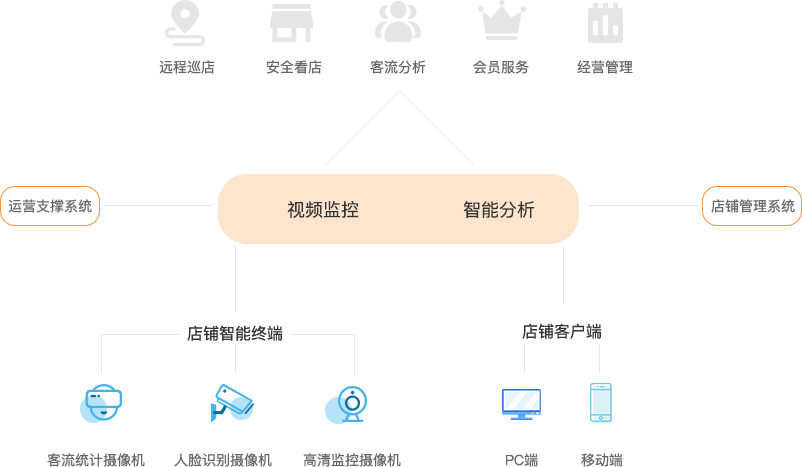 远程巡店
安全看店
客流分析
会员服务
经营管理
运营支撑系统
视频监控
智能分析
店铺管理系统
店铺智能终端
店铺客户端
客流统计摄像机
人脸识别摄像机
高清监控摄像机
PC端
移动端